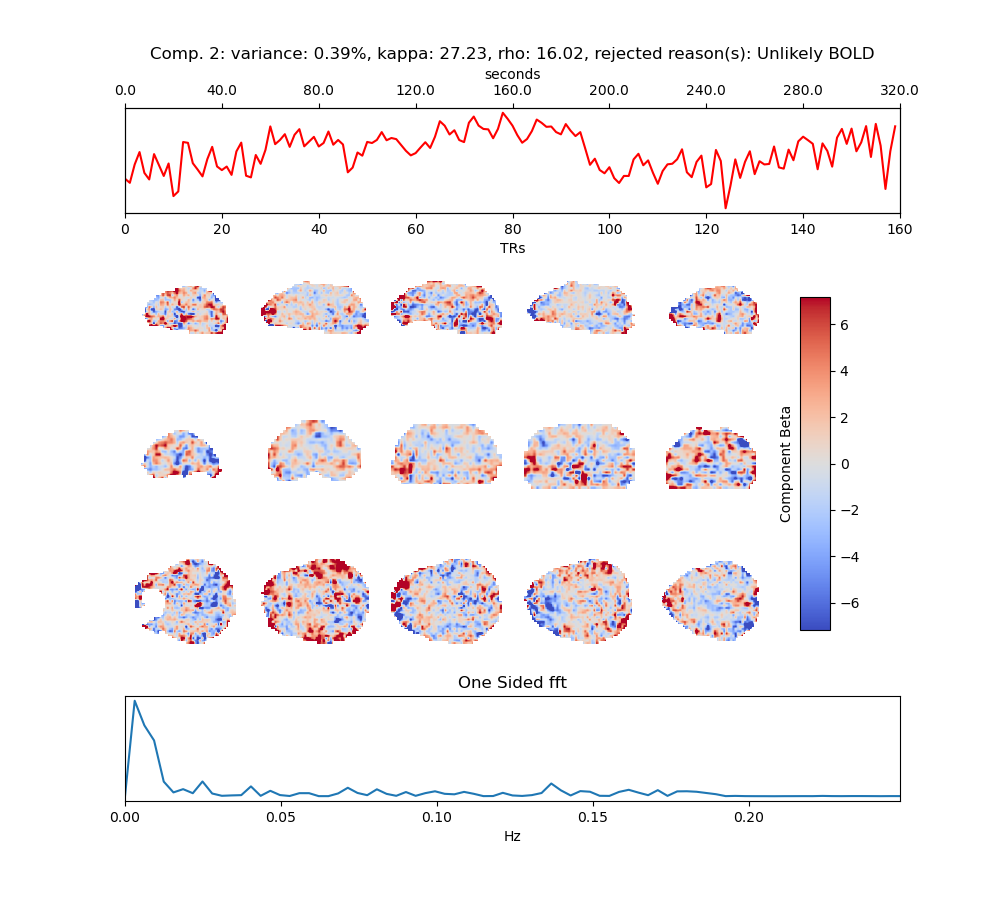 Comp. 2: variance: 0.39%, kappa: 27.23, rho: 16.02, rejected reason(s): Unlikely BOLD
seconds
0.0 40.0 80.0 120.0 160.0 200.0 240.0 280.0 320.0
0 20 40 60 80 100 120 140 160
TRs
6
4
2
0
−2
−4
−6
Component Beta
One Sided fft
0.00 0.05 0.10 0.15 0.20
Hz